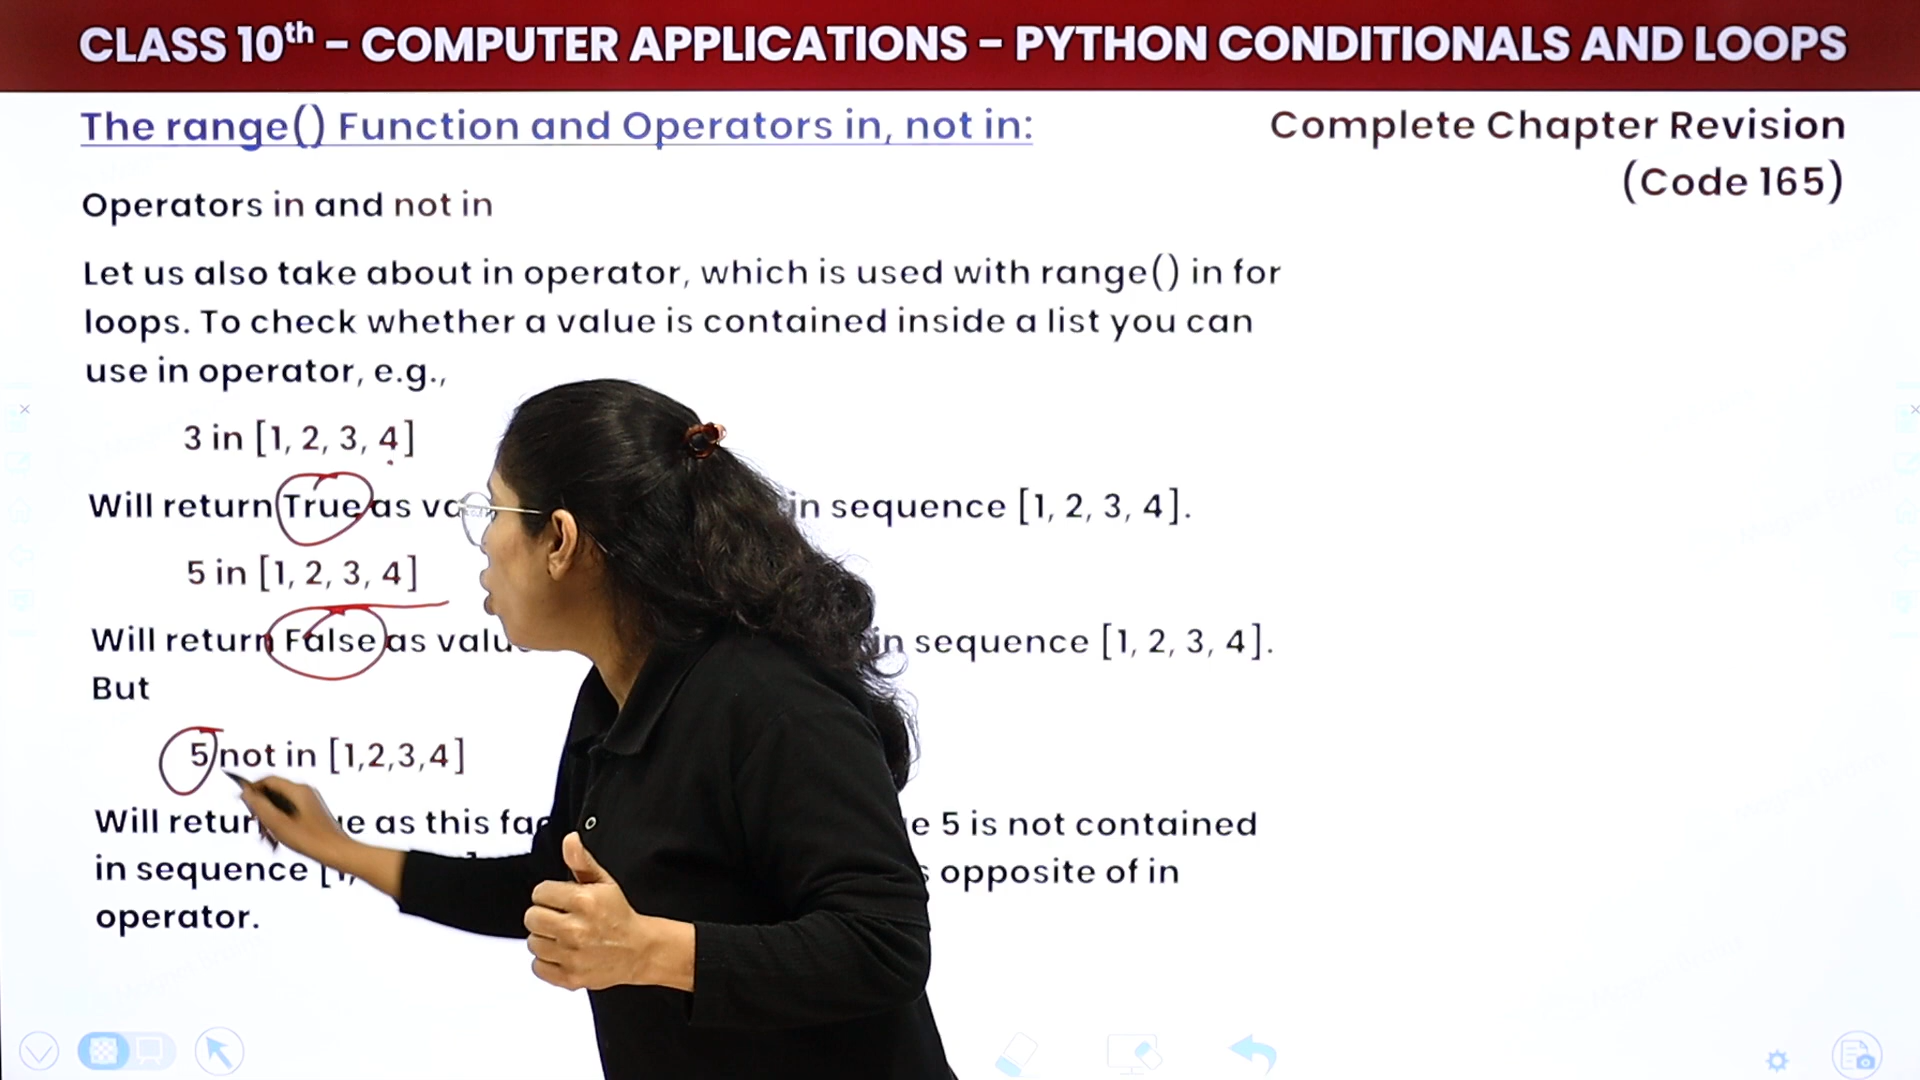 CLASS 10th – COMPUTER APPLICATIONS – PYTHON CONDITIONALS AND LOOPS
The range() Function and Operators in, not in:
Complete Chapter Revision
(Code 165)
Operators in and not in
Let us also take about in operator, which is used with range() in for
loops. To check whether a value is contained inside a list you can
use in operator, e.g.,
3 in [1, 2, 3, 4]
Will return True as in sequence [1, 2, 3, 4].
5 in [1, 2, 3, 4]
Will return False as in sequence [1, 2, 3, 4].
But
5 not in [1,2,3,4]
Will as this 5 is not contained
in sequence opposite of in
operator.